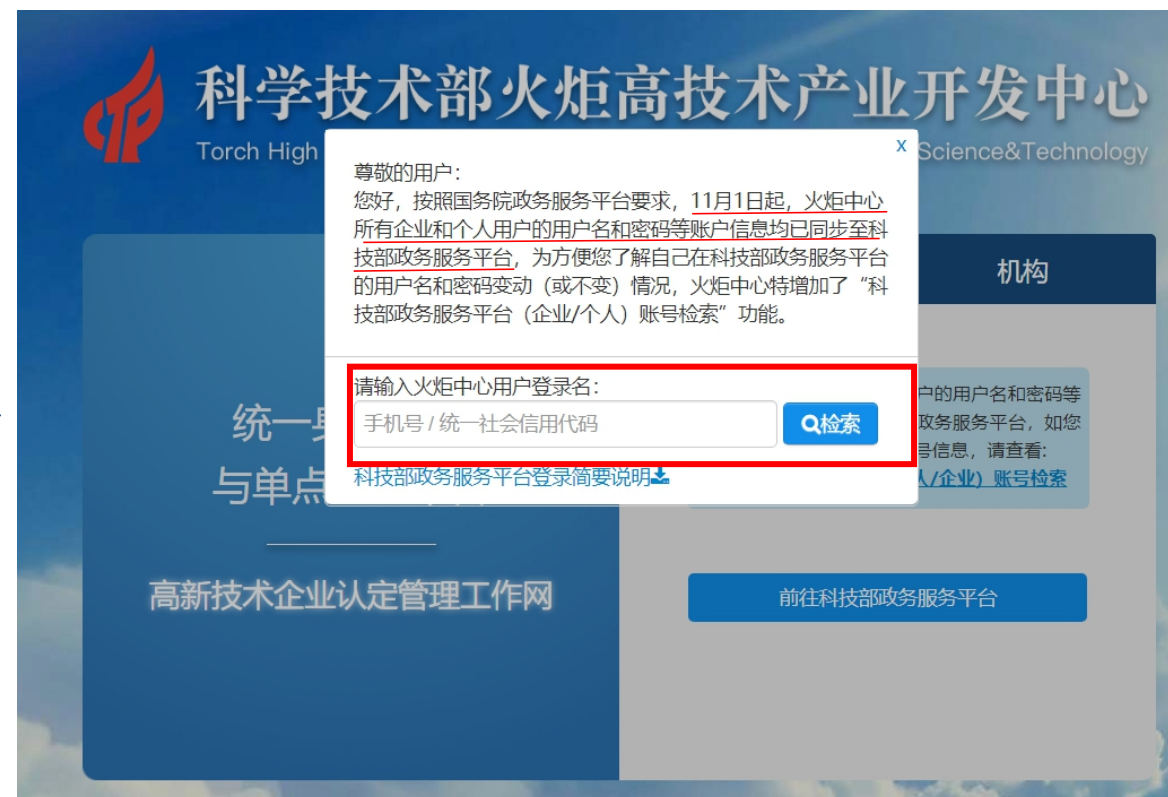 科学技术部火炬高技术产业开发中心
Torch High
Science&Technology
x
尊敬的用户：
您好，按照国务院政务服务平台要求，11月1日起，火炬中心
所有企业和个人用户的用户名和密码等账户信息均已同步至科
技部政务服务平台，为方便您了解自己在科技部政务服务平台
的用户名和密码变动（或不变）情况，火炬中心特增加了“科
技部政务服务平台（企业/个人）账号检索”功能。
机构
请输入火炬中心用户登录名：
手机号 / 统一社会信用代码
检索
科技部政务服务平台登录简要说明
户的用户名和密码等
政务服务平台，如您
号信息，请查看:
人/企业）账号检索
统一身
与单点
高新技术企业认定管理工作网
前往科技部政务服务平台